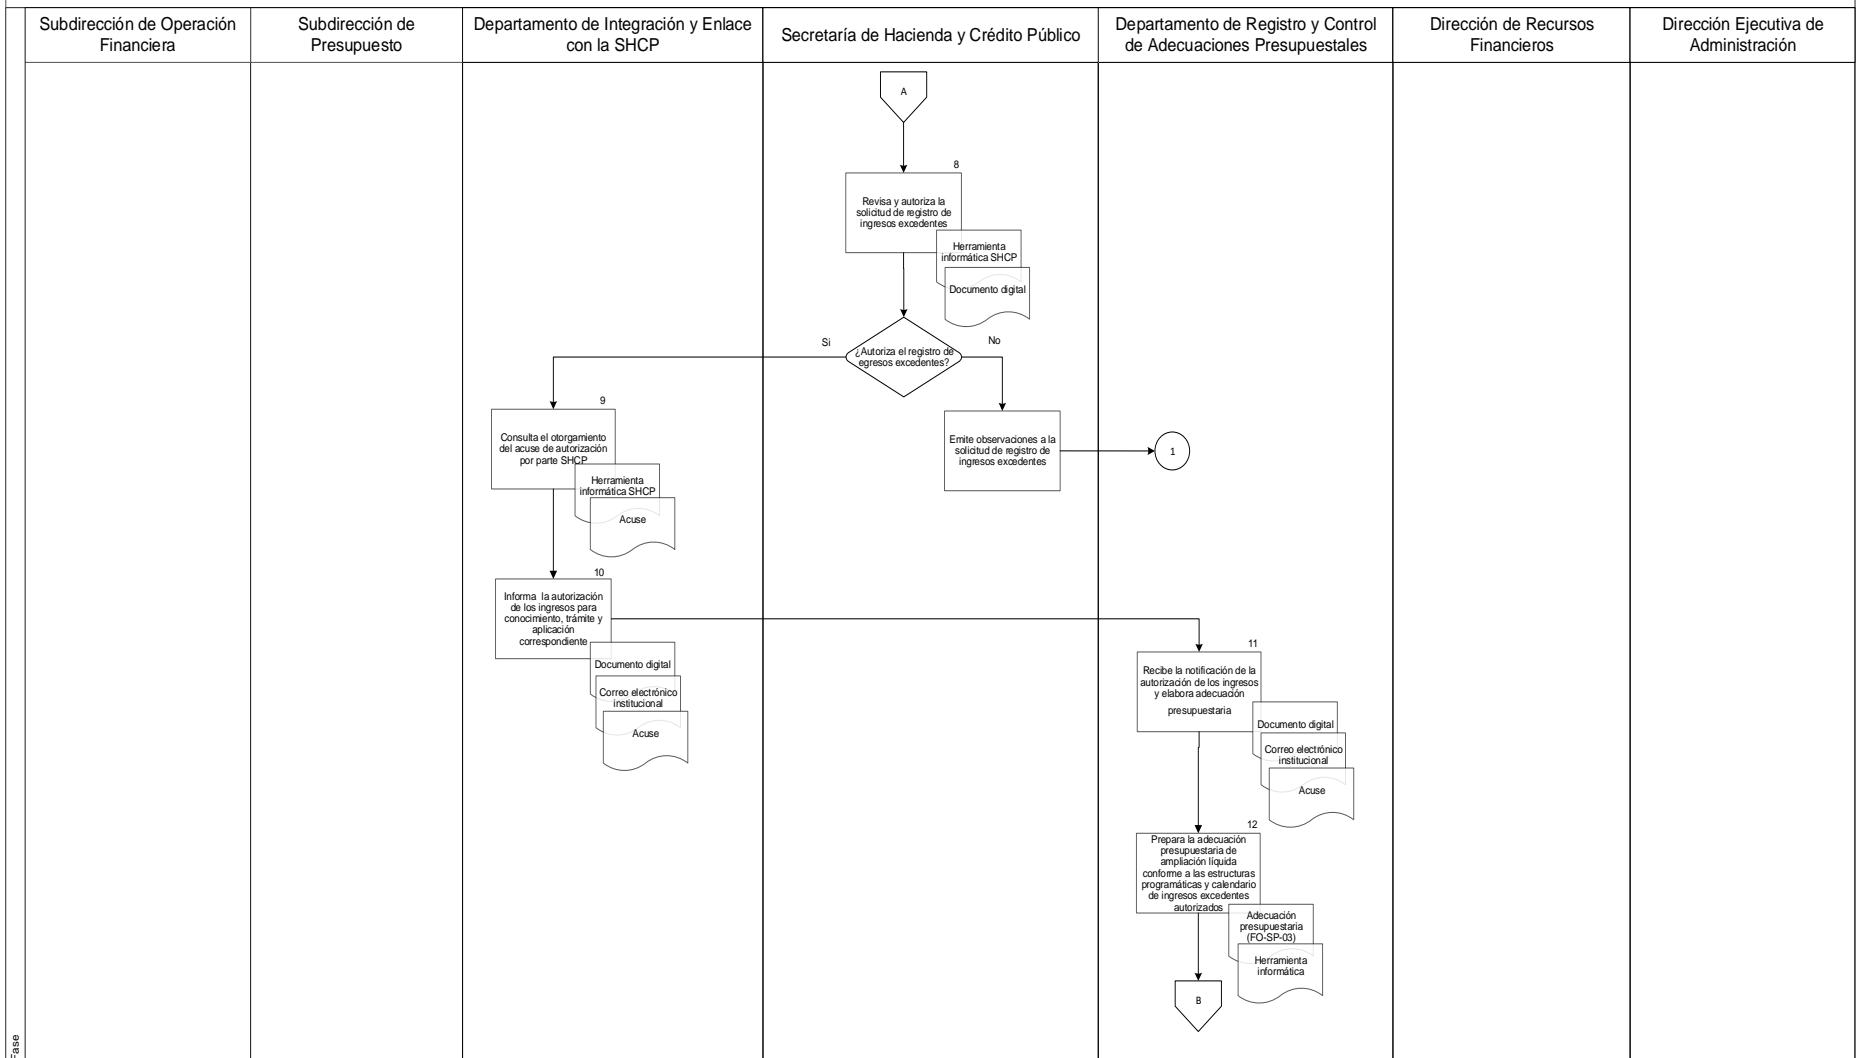 Subdirección de Operación
Financiera
Subdirección de
Presupuesto
Departamento de Integración y Enlace
con la SHCP
Secretaría de Hacienda y Crédito Público
Departamento de Registro y Control
de Adecuaciones Presupuestales
Dirección de Recursos
Financieros
Dirección Ejecutiva de
Administración
A
8
Revisa y autoriza la
solicitud de registro de
ingresos excedentes
Herramienta
informática SHCP
Documento digital
¿Autoriza el registro de
egresos excedentes?
Si
No
9
Consulta el otorgamiento
del acuse de autorización
por parte SHCP
Herramienta
informática SHCP
Acuse
Emite observaciones a la
solicitud de registro de
ingresos excedentes
1
10
Informa la autorización
de los ingresos para
conocimiento, trámite y
aplicación
correspondiente
Documento digital
Correo electrónico
institucional
Acuse
11
Recibe la notificación de la
autorización de los ingresos
y elabora adecuación
presupuestaria
Documento digital
Correo electrónico
institucional
Acuse
12
Prepara la adecuación
presupuestaria de
ampliación líquida
conforme a las estructuras
programáticas y calendario
de ingresos excedentes
autorizados
Adecuación
presupuestaria
(FO-SP-03)
Herramienta
informática
B
Fase